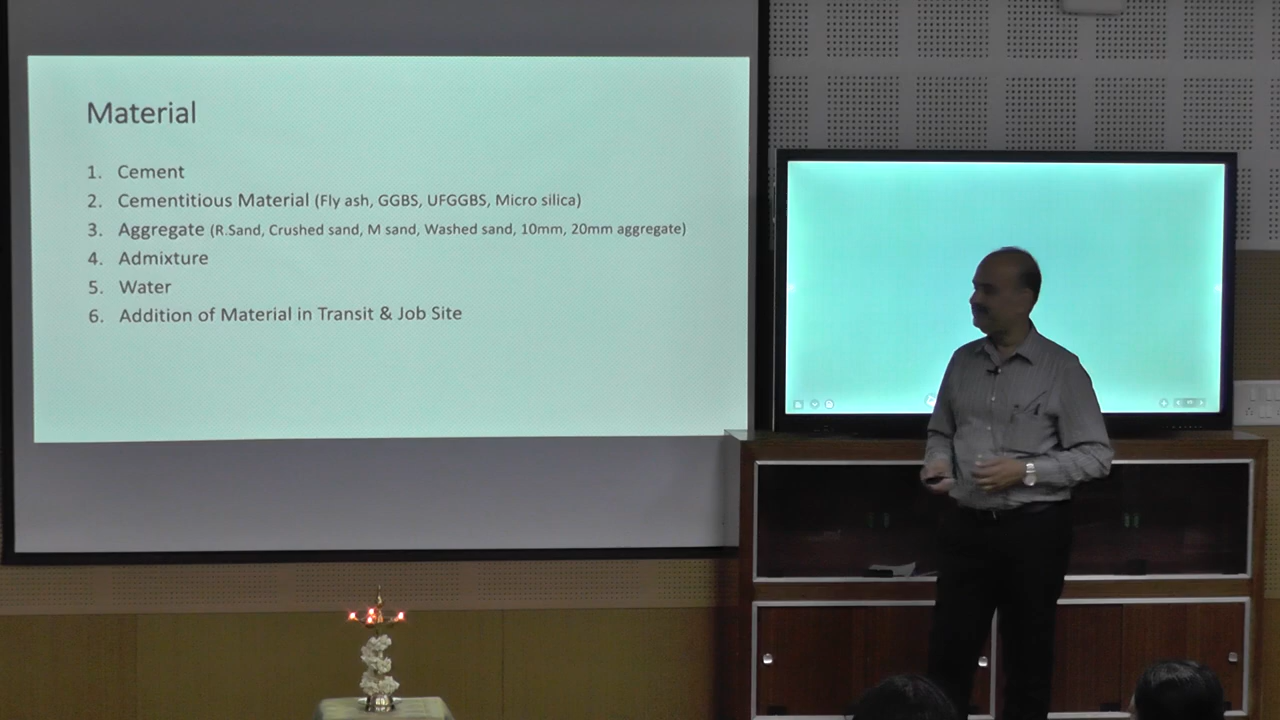 Material
1. Cement
2. Cementitious Material (Fly ash, GGBS, UFGGBS, Micro silica)
3. Aggregate (R.Sand, Crushed sand, M sand, Washed sand, 10mm, 20mm aggregate)
4. Admixture
5. Water
6. Addition of Material in Transit & Job Site